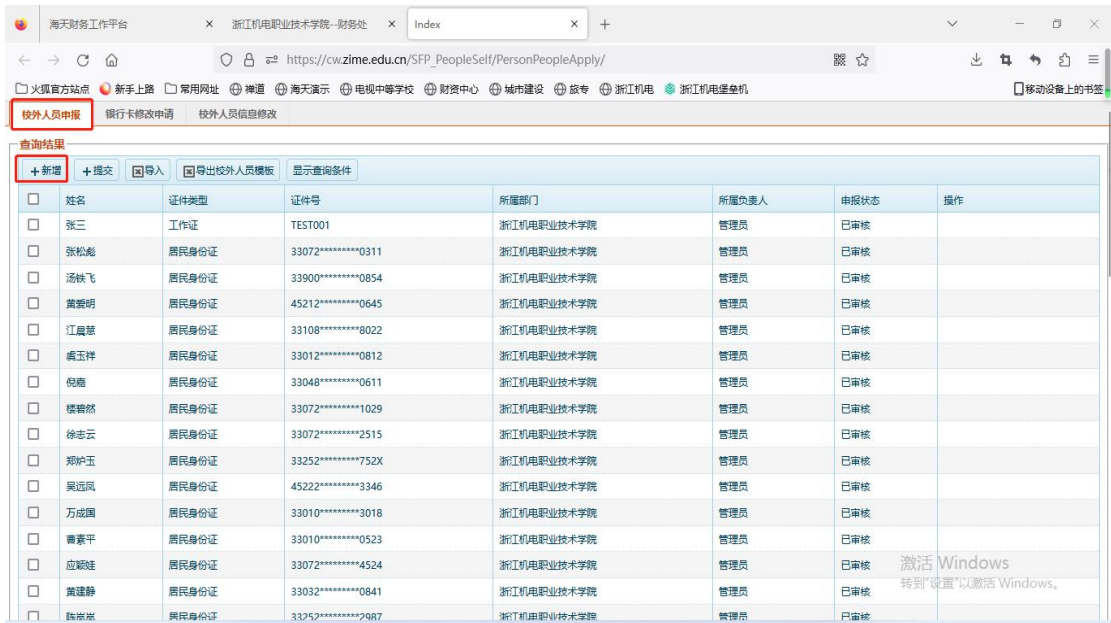 海天财务工作平台 浙江机电职业技术学院--财务处 Index
https://cw.zime.edu.cn/SFP_PeopleSelf/PersonPeopleApply/
火狐官方站点 新手上路 常用网址 禅道 海天演示 电视中等学校 财资中心 城市建设 旅专 浙江机电 浙江机电堡垒机 移动设备上的书签
校外人员申报 银行卡修改申请 校外人员信息修改
查询结果
+新增 +提交 导入 导出校外人员模板 显示查询条件
姓名 证件类型 证件号 所属部门 所属负责人 申报状态 操作
张三 工作证 TEST001 浙江机电职业技术学院 管理员 已审核
张松彪 居民身份证 33072*********0311 浙江机电职业技术学院 管理员 已审核
汤铁飞 居民身份证 33900*********0854 浙江机电职业技术学院 管理员 已审核
黄爱明 居民身份证 45212*********0645 浙江机电职业技术学院 管理员 已审核
江晨慧 居民身份证 33108*********8022 浙江机电职业技术学院 管理员 已审核
虞玉祥 居民身份证 33012*********0812 浙江机电职业技术学院 管理员 已审核
居民身份证 33048*********0611 浙江机电职业技术学院 管理员 已审核
楼碧然 居民身份证 33072*********1029 浙江机电职业技术学院 管理员 已审核
徐志云 居民身份证 33072*********2515 浙江机电职业技术学院 管理员 已审核
郑妒玉 居民身份证 33252*********752X 浙江机电职业技术学院 管理员 已审核
吴远凤 居民身份证 45222*********3346 浙江机电职业技术学院 管理员 已审核
万成国 居民身份证 33010*********3018 浙江机电职业技术学院 管理员 已审核
曹素平 居民身份证 33010*********0523 浙江机电职业技术学院 管理员 已审核
应颖娃 居民身份证 33072*********4524 浙江机电职业技术学院 管理员 已审核
激活 Windows
转到"设置"以激活 Windows。
黄建静 居民身份证 33032*********0841 浙江机电职业技术学院 管理员 已审核
陈岚岚 居民身份证 33252*********2987 浙江机电职业技术学院 管理员 已审核